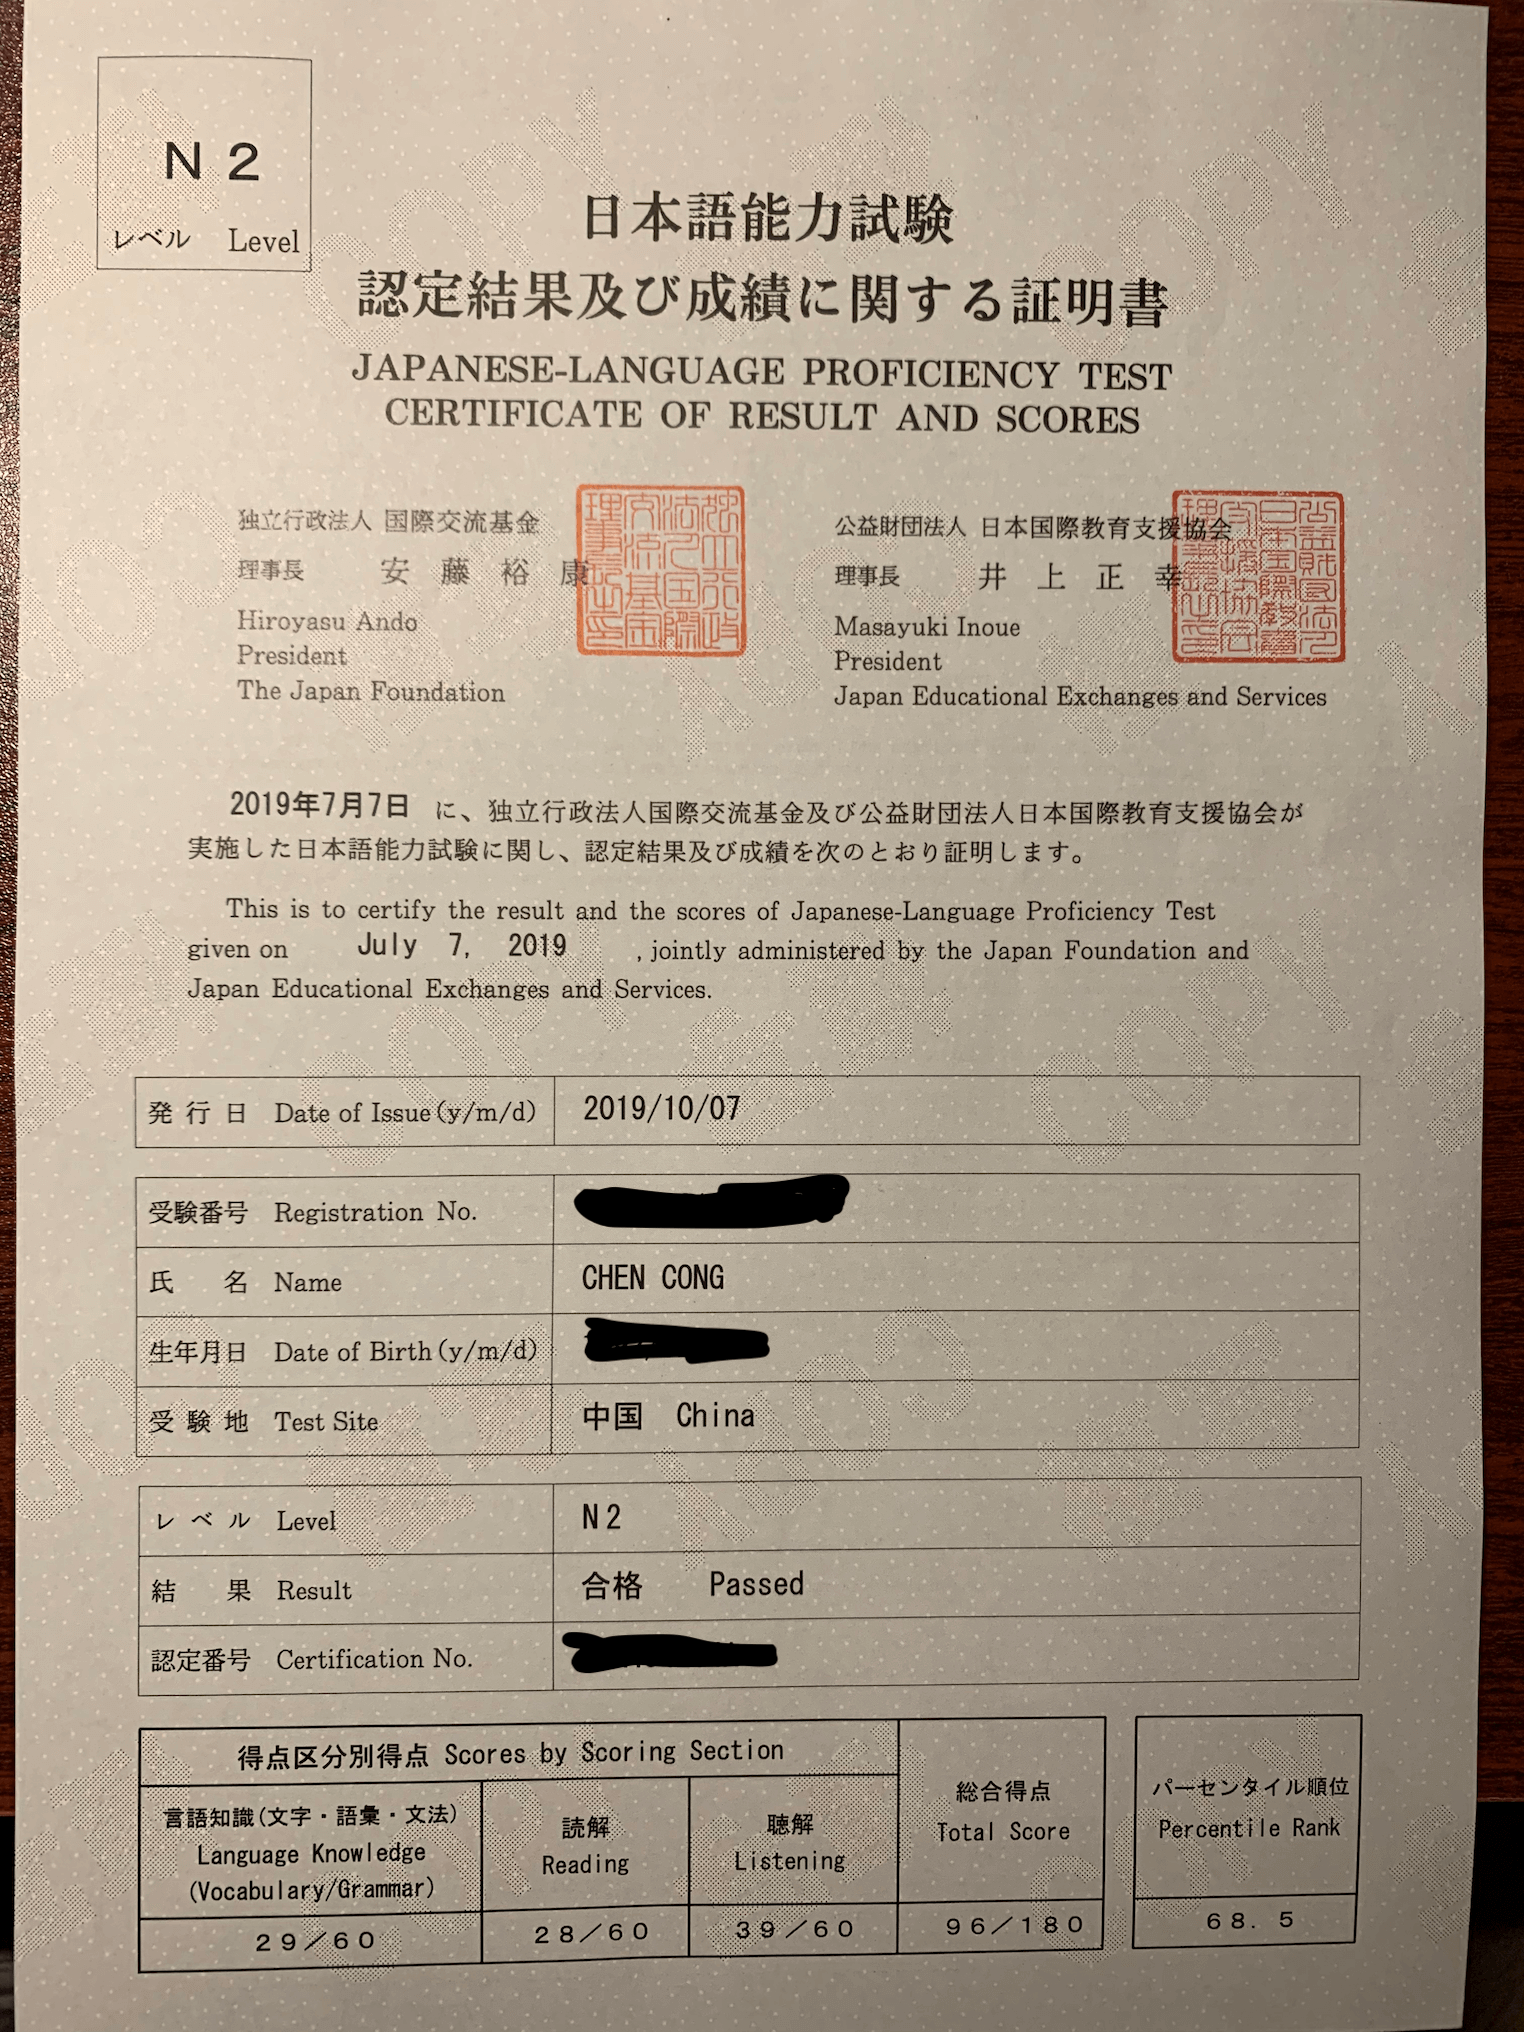 N2
レベル Level
日本語能力試験
認定結果及び成績に関する証明書
JAPANESE-LANGUAGE PROFICIENCY TEST
CERTIFICATE OF RESULT AND SCORES
独立行政法人 国際交流基金
理事長 安藤裕康
Hiroyasu Ando
President
The Japan Foundation
公益財団法人 日本国際教育支援協会
理事長 井上正幸
Masayuki Inoue
President
Japan Educational Exchanges and Services
2019年7月7日 に、独立行政法人国際交流基金及び公益財団法人日本国際教育支援協会が
実施した日本語能力試験に関し、認定結果及び成績を次のとおり証明します。
This is to certify the result and the scores of Japanese-Language Proficiency Test
given on July 7, 2019 , jointly administered by the Japan Foundation and
Japan Educational Exchanges and Services.
発行日 Date of Issue(y/m/d) 2019/10/07
受験番号 Registration No.
氏名 Name CHEN CONG
生年月日 Date of Birth(y/m/d)
受験地 Test Site 中国 China
レベル Level N2
結果 Result 合格 Passed
認定番号 Certification No.
得点区分別得点 Scores by Scoring Section
言語知識(文字・語彙・文法)
Language Knowledge
(Vocabulary/Grammar)
読解
Reading
聴解
Listening
総合得点
Total Score
パーセンタイル順位
Percentile Rank
29/60 28/60 39/60 96/180 68.5